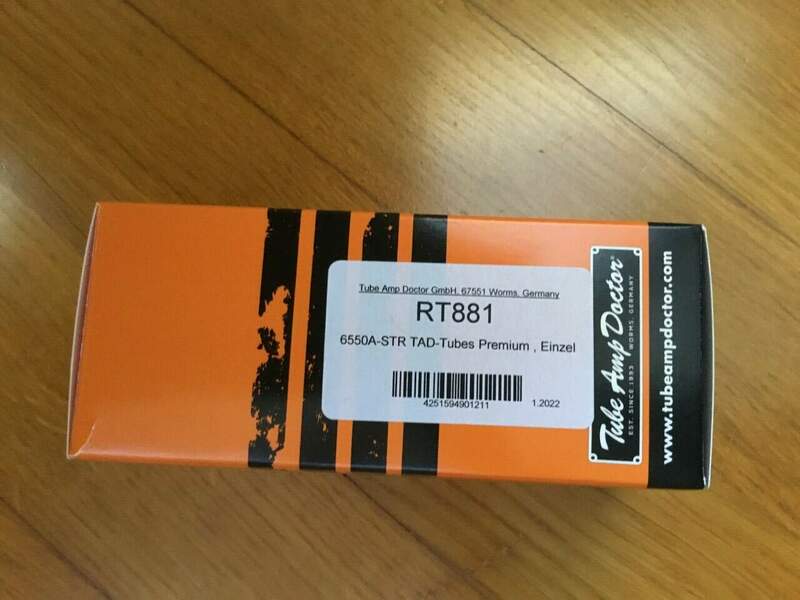 Tube Amp Doctor GmbH, 67551 Worms, Germany
RT881
6550A-STR TAD-Tubes Premium , Einzel
4251594901211
1.2022
Tube Amp Doctor®
EST. SINCE 1993 WORMS, GERMANY
www.tubeampdoctor.com